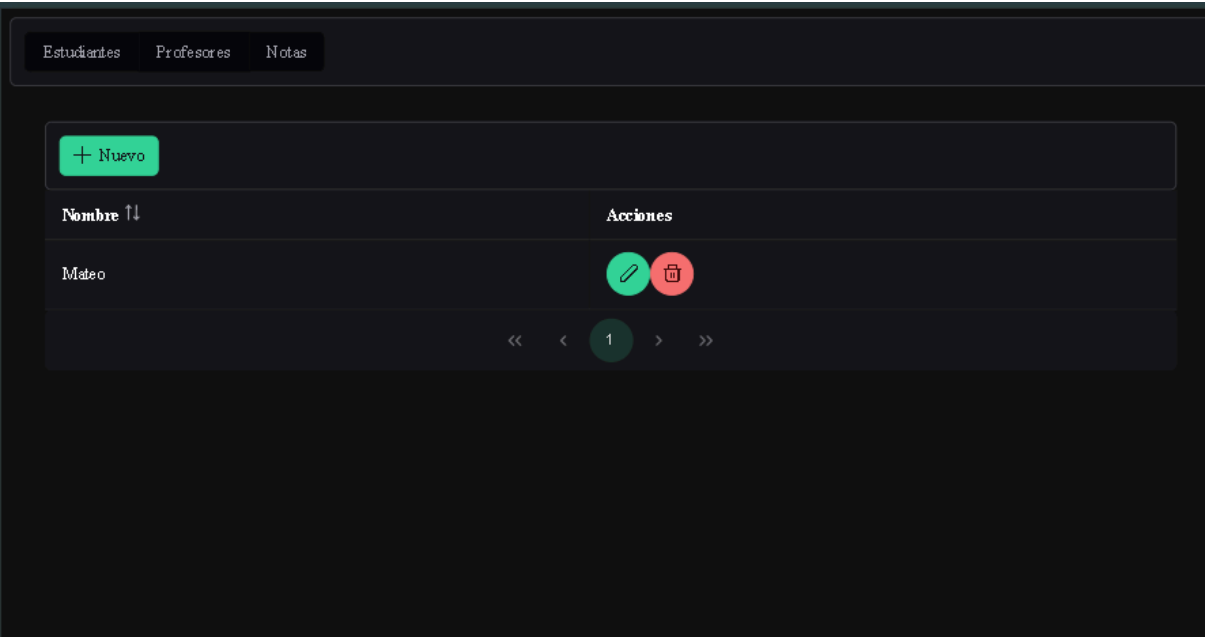 Estudiantes Profesores Notas
+ Nuevo
Nombre ↑↓ Acciones
Mateo
« ‹ 1 › »